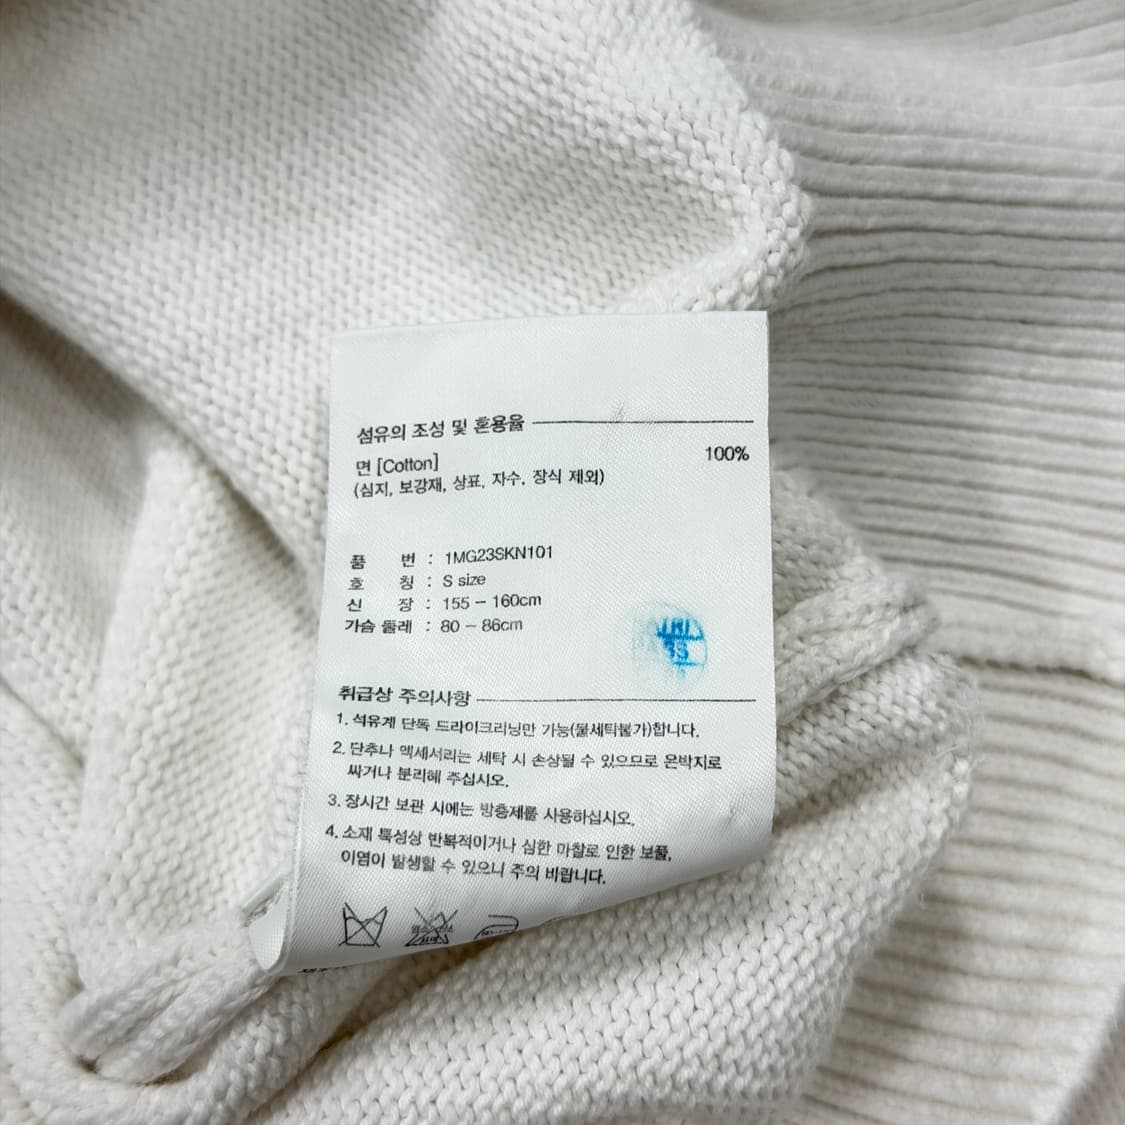 섬유의 조성 및 혼용율
면 [Cotton] 100%
(심지, 보강재, 상표, 자수, 장식 제외)
품 번 : 1MG23SKN101
호 칭 : S size
신 장 : 155 - 160cm
가슴 둘레 : 80 - 86cm
취급상 주의사항
1. 석유계 단독 드라이크리닝만 가능(물세탁불가)합니다.
2. 단추나 액세서리는 세탁 시 손상될 수 있으므로 은박지로
싸거나 분리해 주십시오.
3. 장시간 보관 시에는 방충제를 사용하십시오.
4. 소재 특성상 반복적이거나 심한 마찰로 인한 보풀,
이염이 발생할 수 있으니 주의 바랍니다.